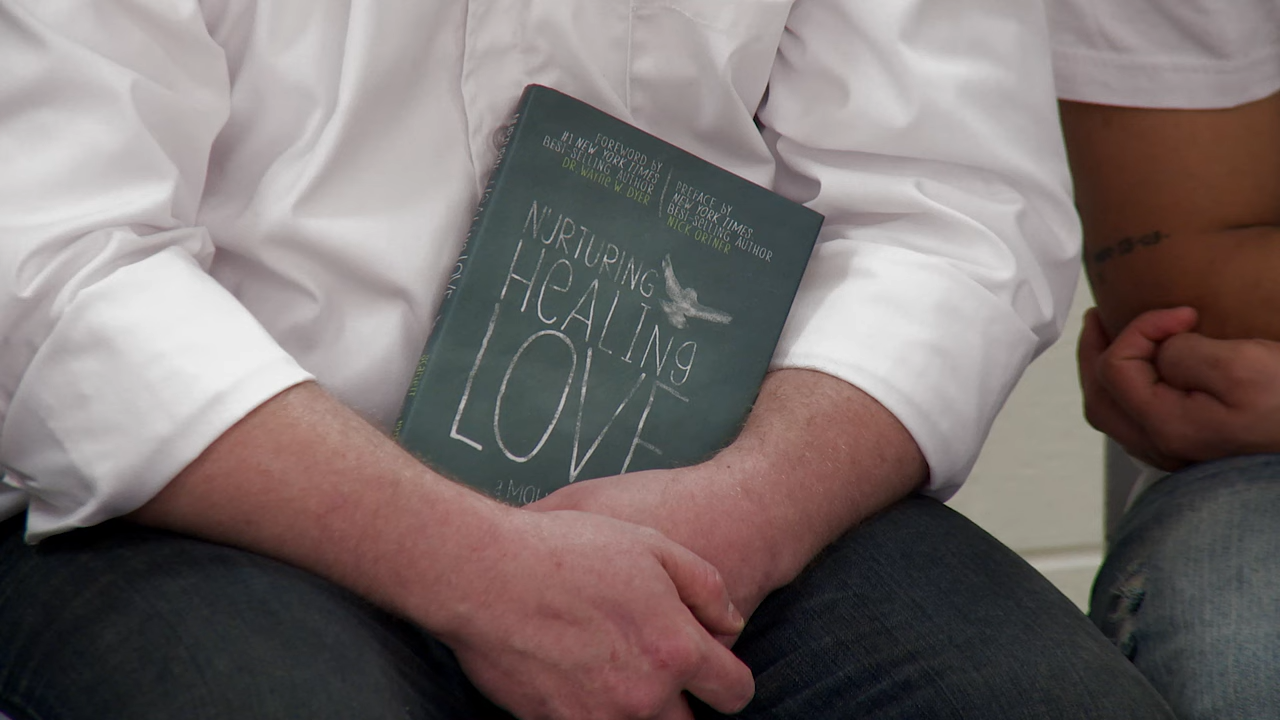 FOREWORD BY
#1 NEW YORK TIMES
BEST-SELLING AUTHOR
DR. WAYNE W. DYER
PREFACE BY
NEW YORK TIMES
BEST SELLING AUTHOR
NICK ORTNER
NURTURING
HEALING
LOVE